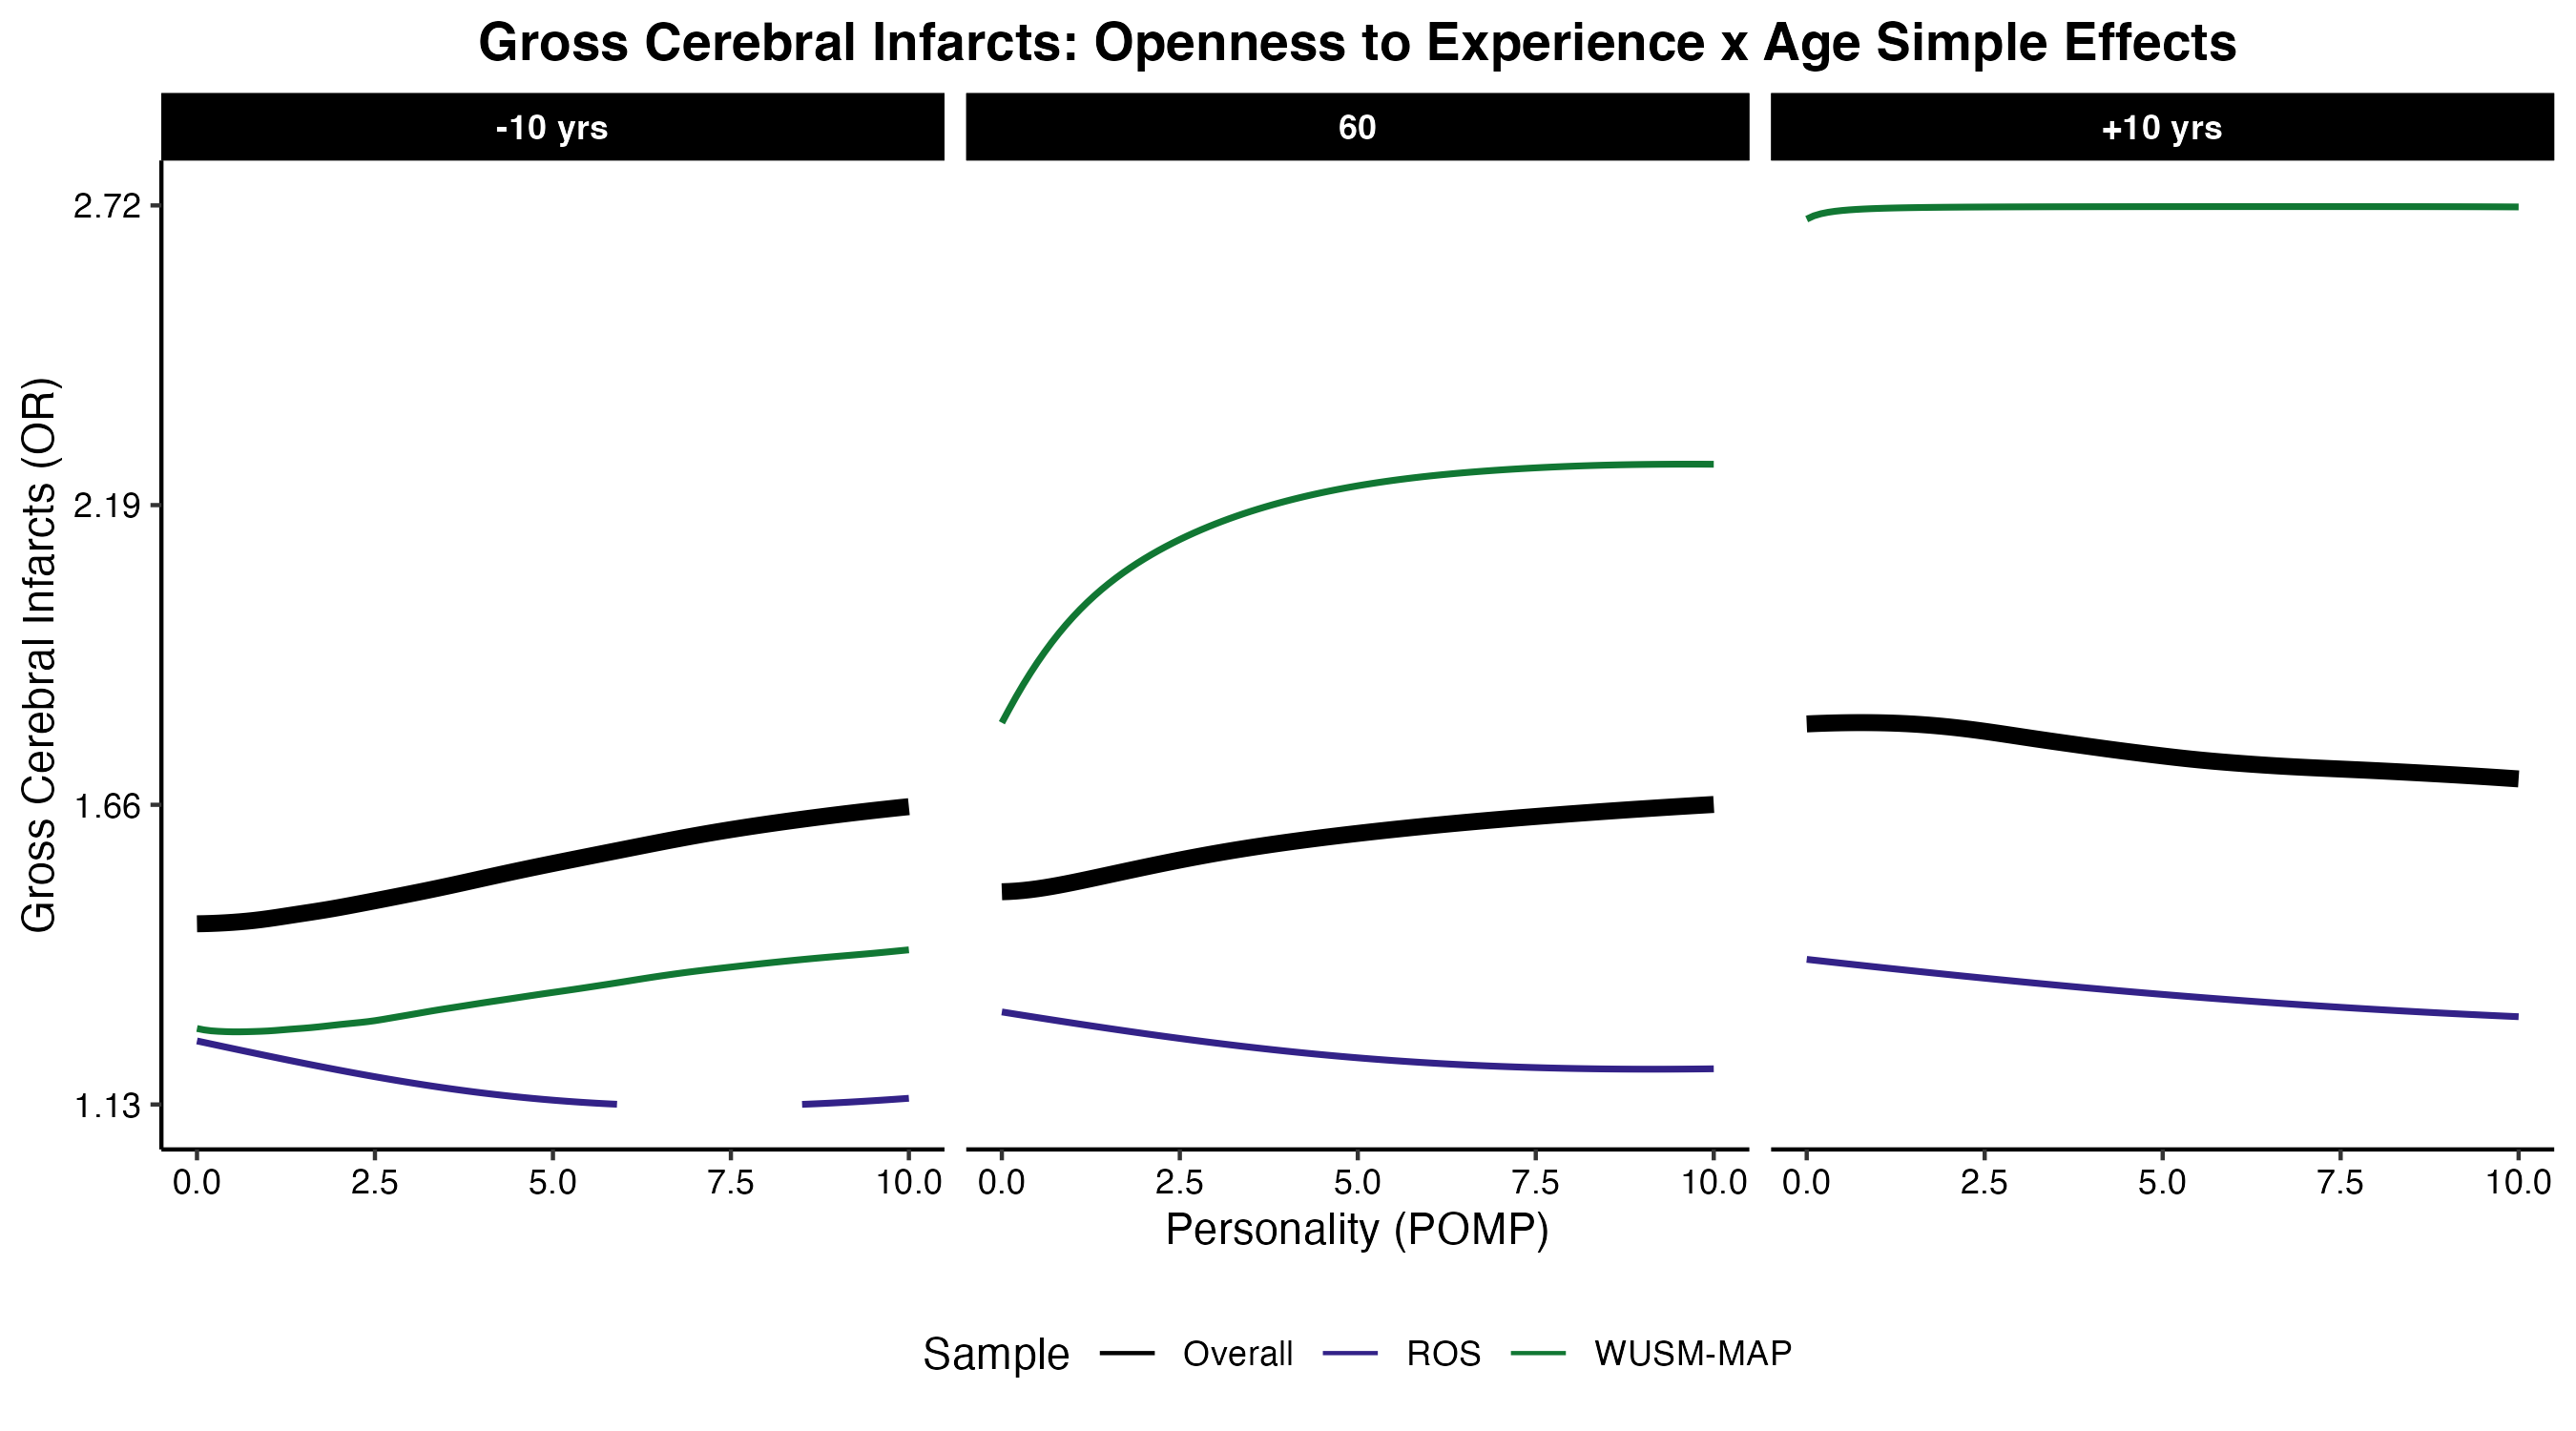 Gross Cerebral Infarcts: Openness to Experience x Age Simple Effects
-10 yrs
60
+10 yrs
Gross Cerebral Infarcts (OR)
2.72
2.19
1.66
1.13
0.0 2.5 5.0 7.5 10.0
0.0 2.5 5.0 7.5 10.0
0.0 2.5 5.0 7.5 10.0
Personality (POMP)
Sample Overall ROS WUSM-MAP